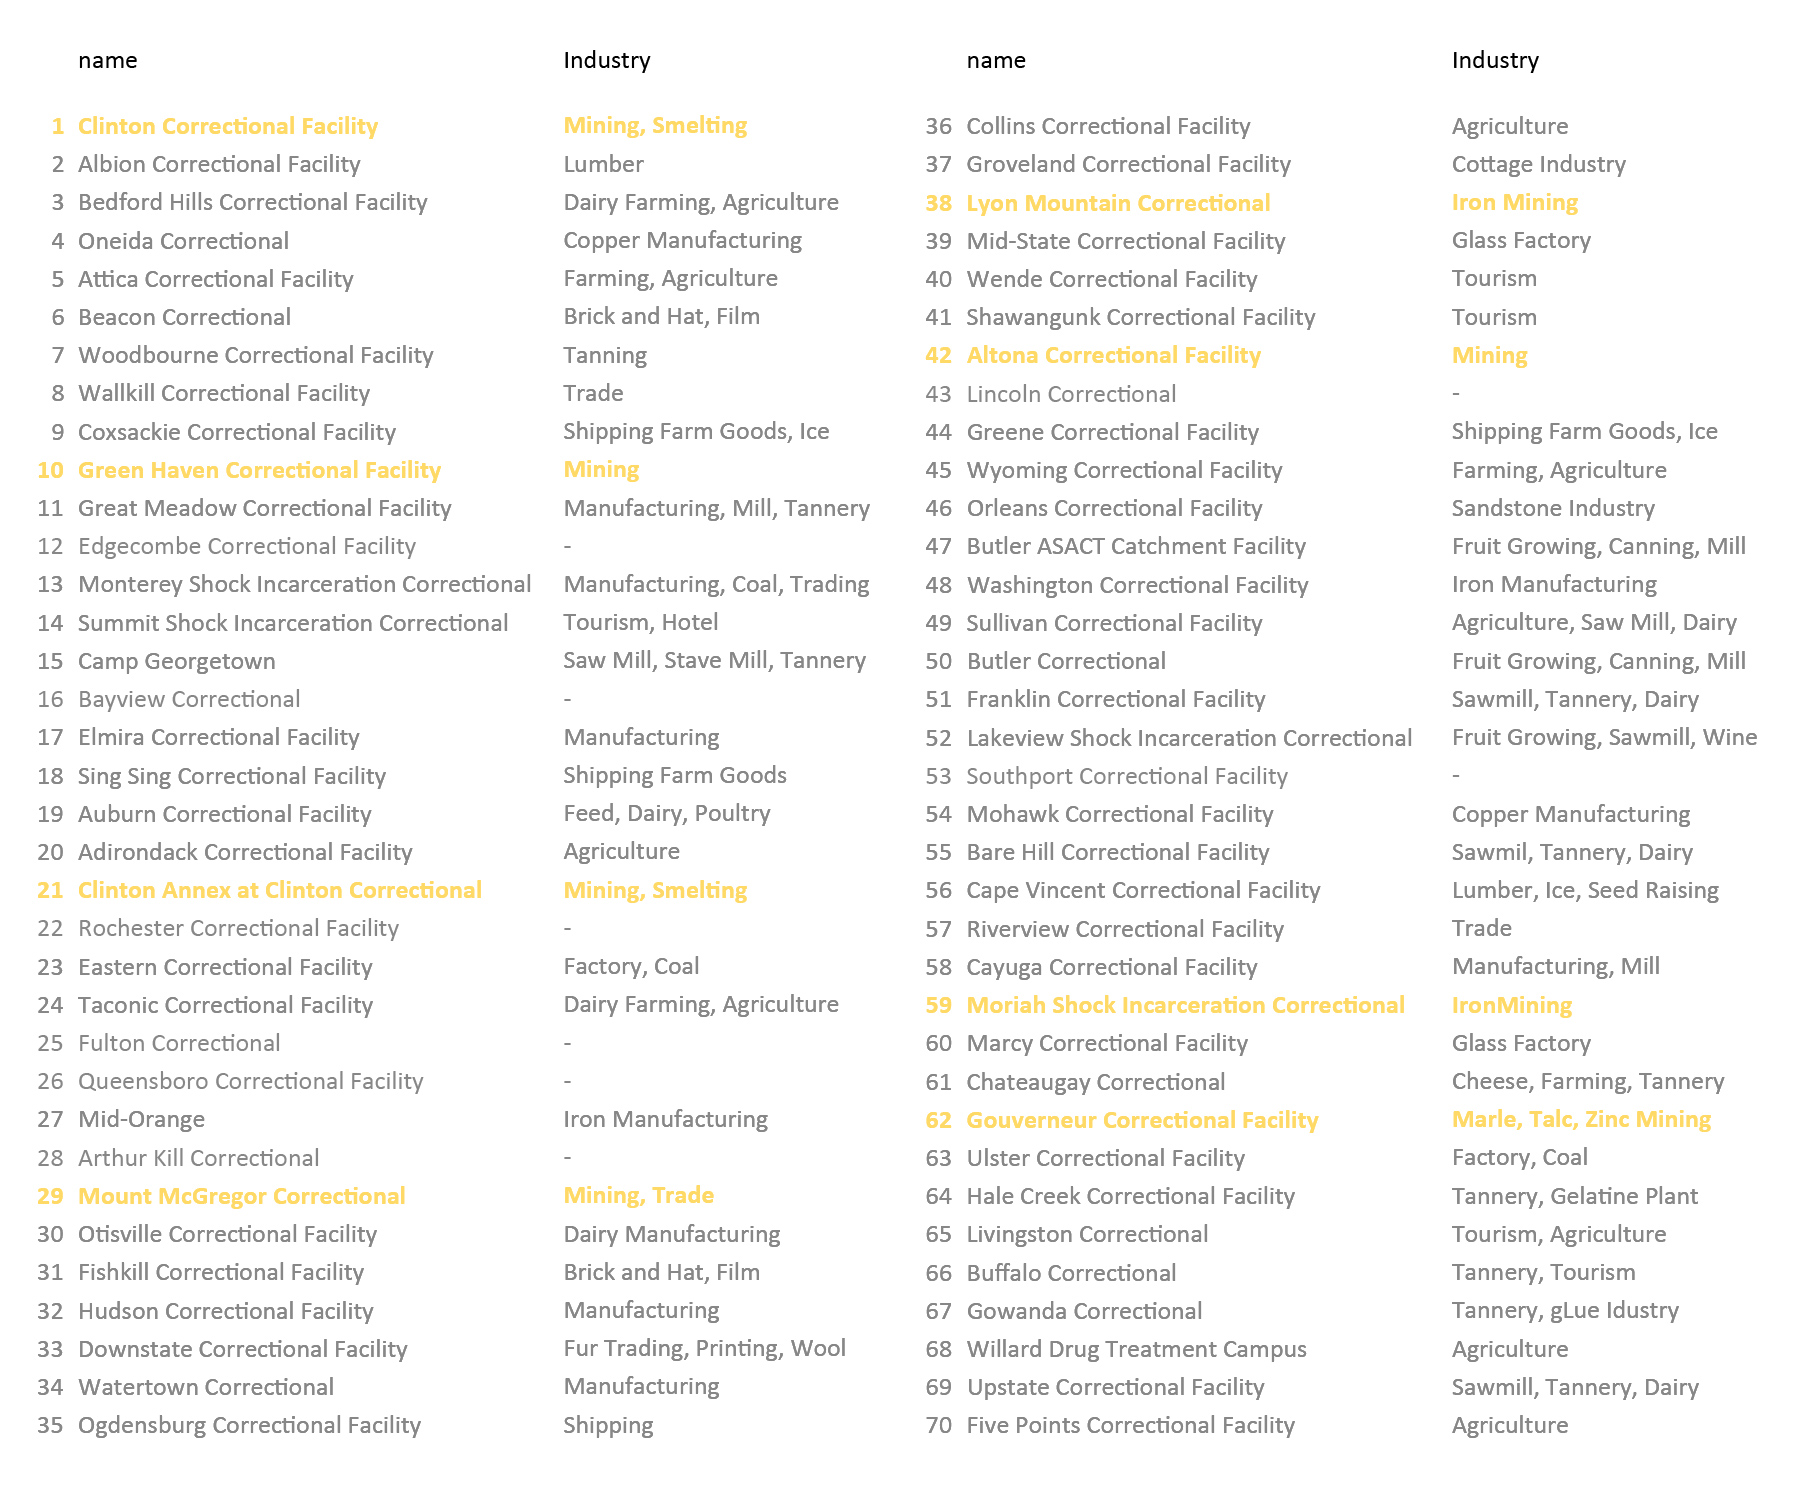 name Industry
1 Clinton Correctional Facility Mining, Smelting
2 Albion Correctional Facility Lumber
3 Bedford Hills Correctional Facility Dairy Farming, Agriculture
4 Oneida Correctional Copper Manufacturing
5 Attica Correctional Facility Farming, Agriculture
6 Beacon Correctional Brick and Hat, Film
7 Woodbourne Correctional Facility Tanning
8 Wallkill Correctional Facility Trade
9 Coxsackie Correctional Facility Shipping Farm Goods, Ice
10 Green Haven Correctional Facility Mining
11 Great Meadow Correctional Facility Manufacturing, Mill, Tannery
12 Edgecombe Correctional Facility -
13 Monterey Shock Incarceration Correctional Manufacturing, Coal, Trading
14 Summit Shock Incarceration Correctional Tourism, Hotel
15 Camp Georgetown Saw Mill, Stave Mill, Tannery
16 Bayview Correctional -
17 Elmira Correctional Facility Manufacturing
18 Sing Sing Correctional Facility Shipping Farm Goods
19 Auburn Correctional Facility Feed, Dairy, Poultry
20 Adirondack Correctional Facility Agriculture
21 Clinton Annex at Clinton Correctional Mining, Smelting
22 Rochester Correctional Facility -
23 Eastern Correctional Facility Factory, Coal
24 Taconic Correctional Facility Dairy Farming, Agriculture
25 Fulton Correctional -
26 Queensboro Correctional Facility -
27 Mid-Orange Iron Manufacturing
28 Arthur Kill Correctional -
29 Mount McGregor Correctional Mining, Trade
30 Otisville Correctional Facility Dairy Manufacturing
31 Fishkill Correctional Facility Brick and Hat, Film
32 Hudson Correctional Facility Manufacturing
33 Downstate Correctional Facility Fur Trading, Printing, Wool
34 Watertown Correctional Manufacturing
35 Ogdensburg Correctional Facility Shipping
name Industry
36 Collins Correctional Facility Agriculture
37 Groveland Correctional Facility Cottage Industry
38 Lyon Mountain Correctional Iron Mining
39 Mid-State Correctional Facility Glass Factory
40 Wende Correctional Facility Tourism
41 Shawangunk Correctional Facility Tourism
42 Altona Correctional Facility Mining
43 Lincoln Correctional -
44 Greene Correctional Facility Shipping Farm Goods, Ice
45 Wyoming Correctional Facility Farming, Agriculture
46 Orleans Correctional Facility Sandstone Industry
47 Butler ASACT Catchment Facility Fruit Growing, Canning, Mill
48 Washington Correctional Facility Iron Manufacturing
49 Sullivan Correctional Facility Agriculture, Saw Mill, Dairy
50 Butler Correctional Fruit Growing, Canning, Mill
51 Franklin Correctional Facility Sawmill, Tannery, Dairy
52 Lakeview Shock Incarceration Correctional Fruit Growing, Sawmill, Wine
53 Southport Correctional Facility -
54 Mohawk Correctional Facility Copper Manufacturing
55 Bare Hill Correctional Facility Sawmil, Tannery, Dairy
56 Cape Vincent Correctional Facility Lumber, Ice, Seed Raising
57 Riverview Correctional Facility Trade
58 Cayuga Correctional Facility Manufacturing, Mill
59 Moriah Shock Incarceration Correctional IronMining
60 Marcy Correctional Facility Glass Factory
61 Chateaugay Correctional Cheese, Farming, Tannery
62 Gouverneur Correctional Facility Marle, Talc, Zinc Mining
63 Ulster Correctional Facility Factory, Coal
64 Hale Creek Correctional Facility Tannery, Gelatine Plant
65 Livingston Correctional Tourism, Agriculture
66 Buffalo Correctional Tannery, Tourism
67 Gowanda Correctional Tannery, gLue Idustry
68 Willard Drug Treatment Campus Agriculture
69 Upstate Correctional Facility Sawmill, Tannery, Dairy
70 Five Points Correctional Facility Agriculture